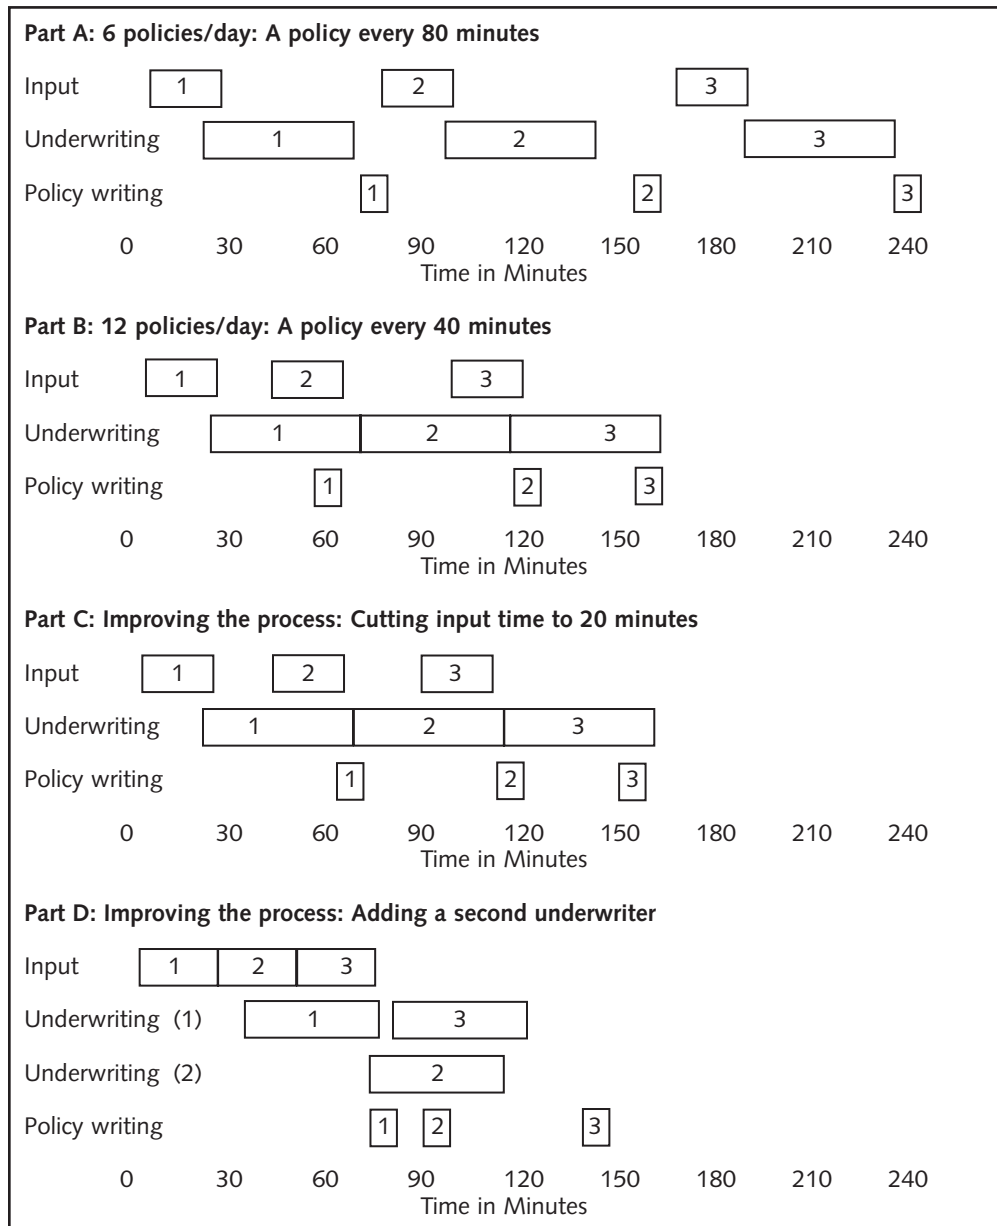 Part A: 6 policies/day: A policy every 80 minutes
Input 1 2 3
Underwriting 1 2 3
Policy writing 1 2 3
0 30 60 90 120 150 180 210 240
Time in Minutes
Part B: 12 policies/day: A policy every 40 minutes
Input 1 2 3
Underwriting 1 2 3
Policy writing 1 2 3
0 30 60 90 120 150 180 210 240
Time in Minutes
Part C: Improving the process: Cutting input time to 20 minutes
Input 1 2 3
Underwriting 1 2 3
Policy writing 1 2 3
0 30 60 90 120 150 180 210 240
Time in Minutes
Part D: Improving the process: Adding a second underwriter
Input 1 2 3
Underwriting (1) 1 3
Underwriting (2) 2
Policy writing 1 2 3
0 30 60 90 120 150 180 210 240
Time in Minutes